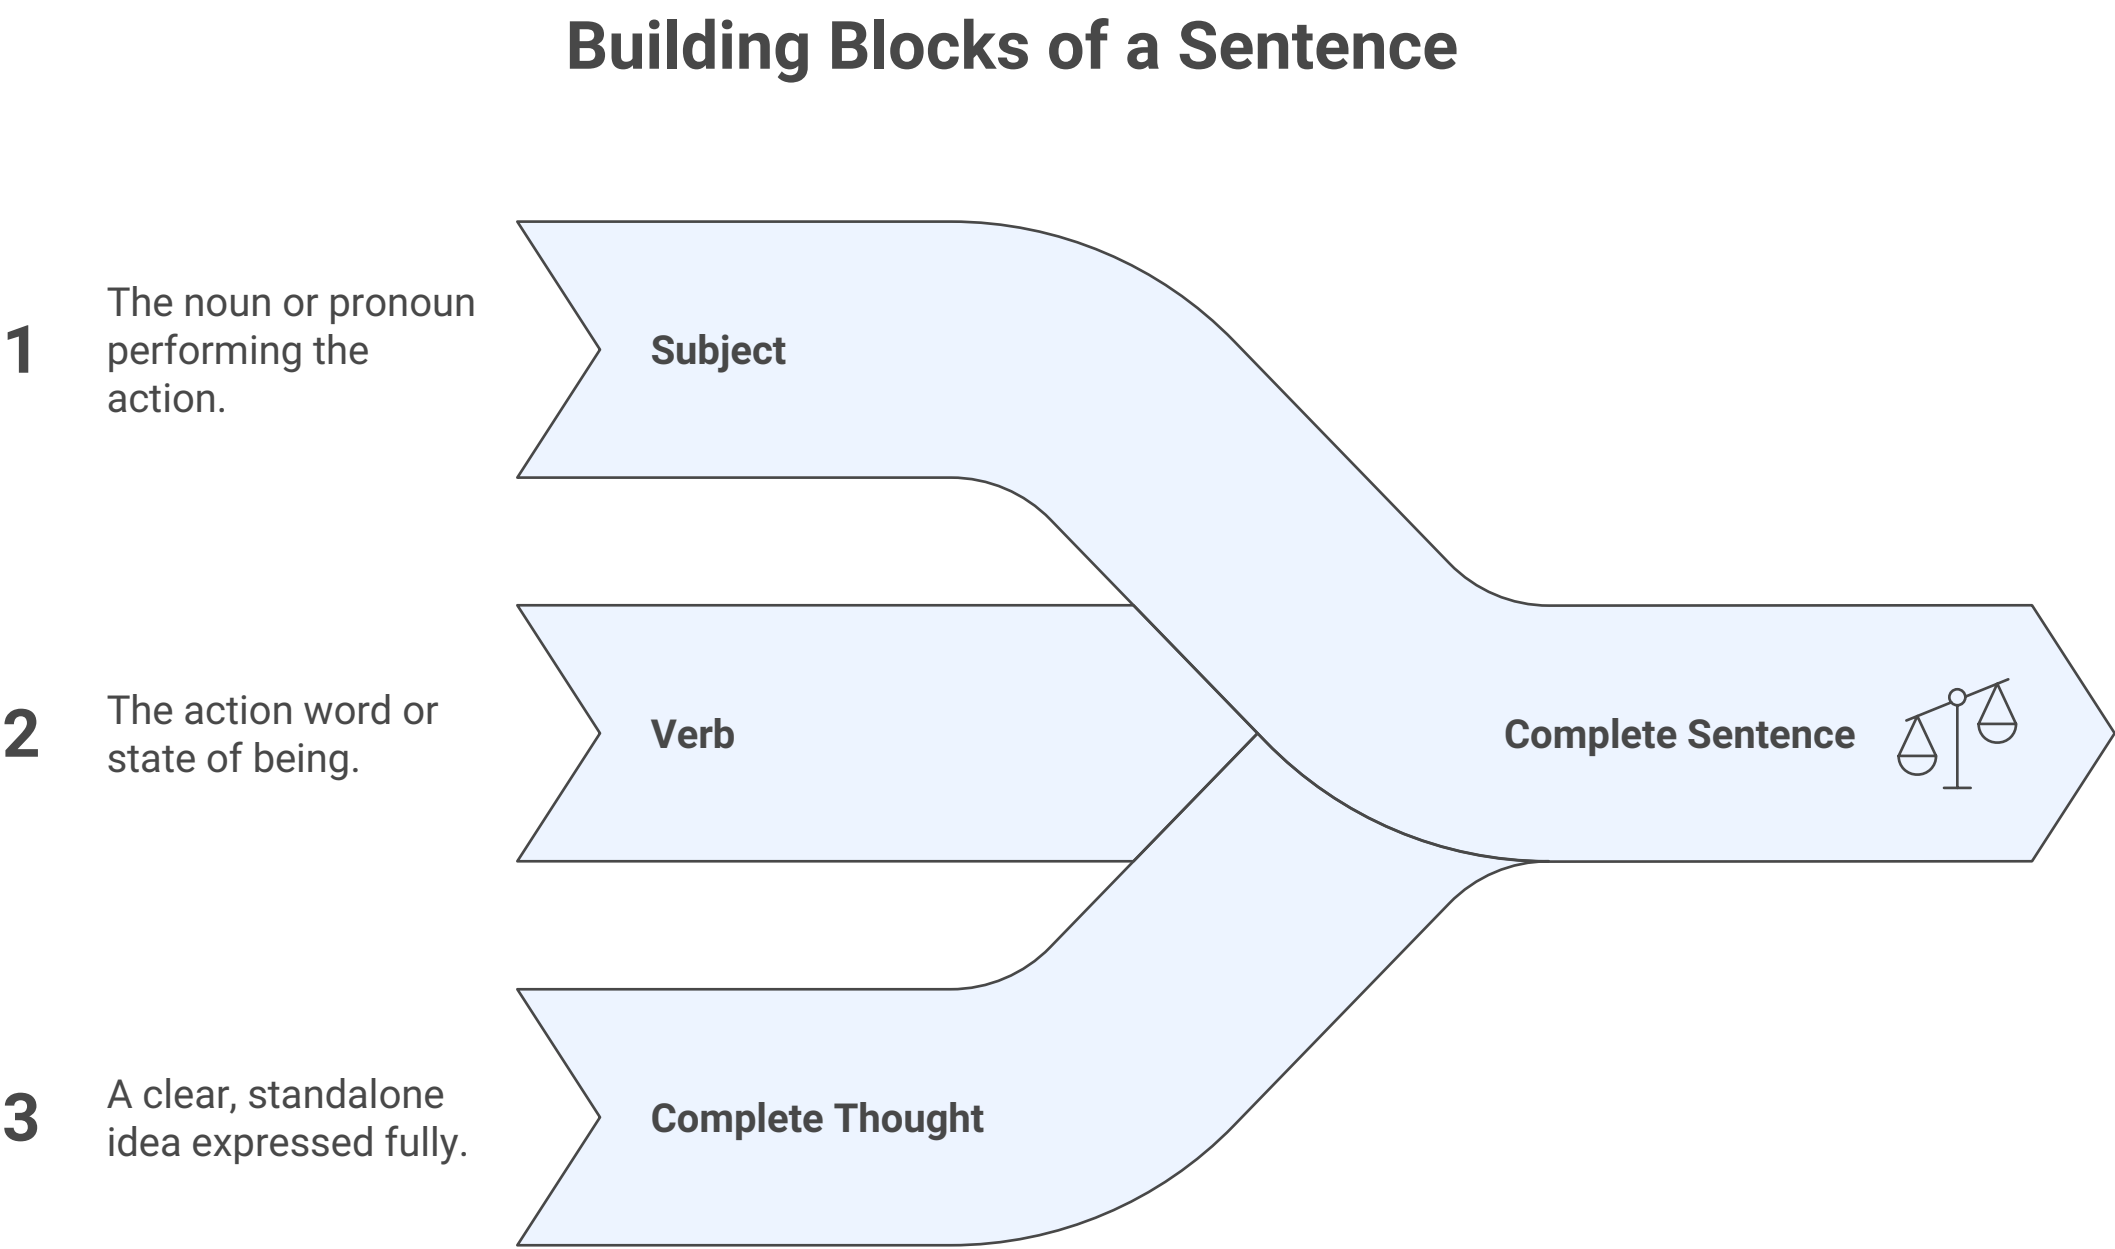 Building Blocks of a Sentence
1
The noun or pronoun
performing the
action.
Subject
2
The action word or
state of being.
Verb
Complete Sentence
3
A clear, standalone
idea expressed fully.
Complete Thought